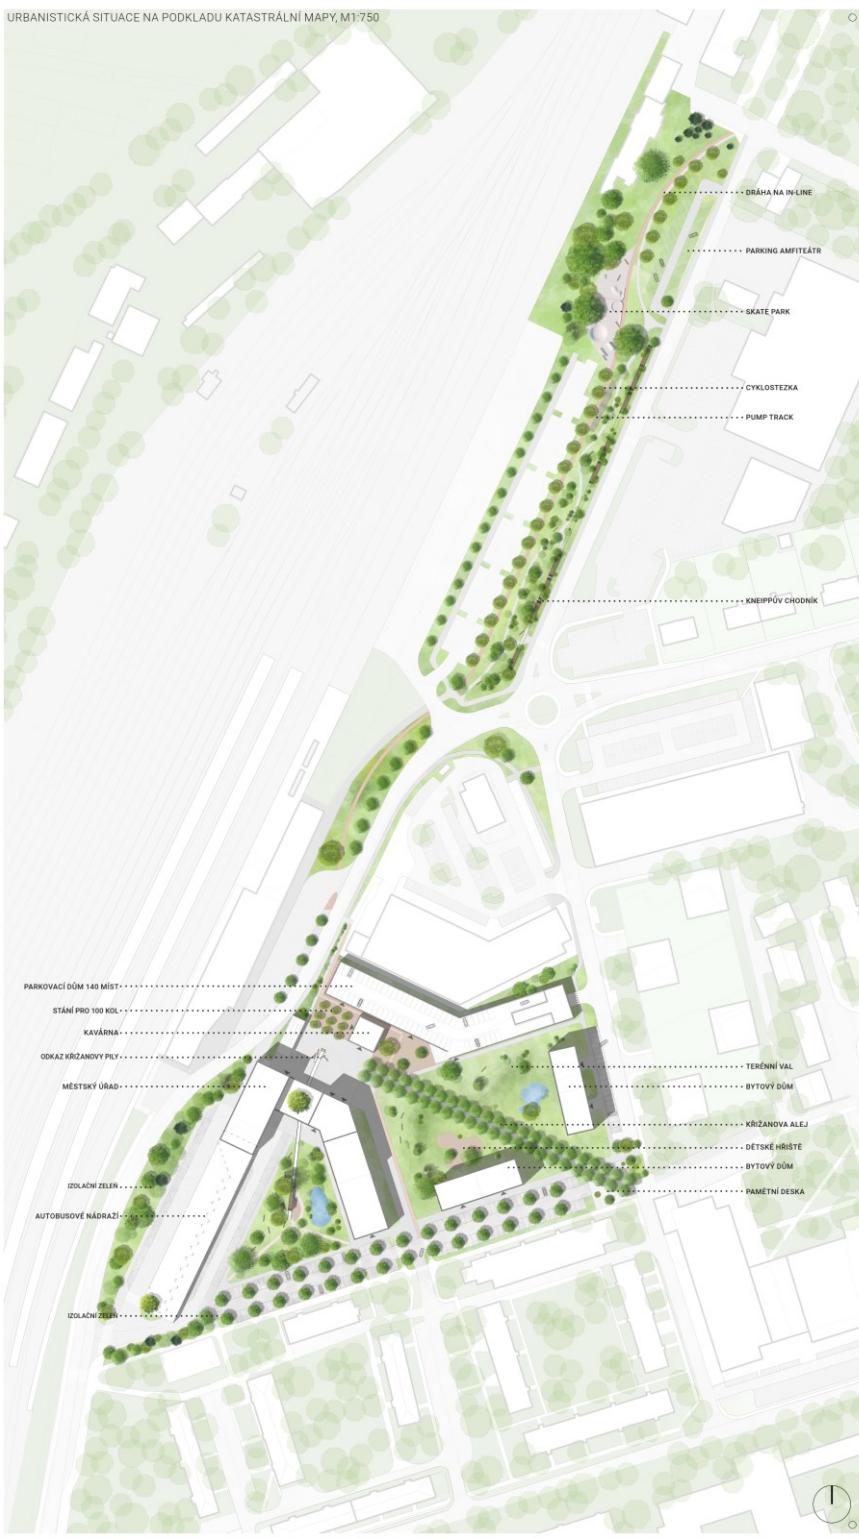 URBANISTICKÁ SITUACE NA PODKLADU KATASTRÁLNÍ MAPY, M1:750
DRÁHA NA IN-LINE
PARKING AMFITEÁTR
SKATE PARK
CYKLOSTEZKA
PUMP TRACK
KNEIPPŮV CHODNÍK
PARKOVACÍ DŮM 140 MÍST
STÁNÍ PRO 100 KOL
KAVÁRNA
ODKAZ KŘIŽANOVY PILY
MĚSTSKÝ ÚŘAD
IZOLAČNÍ ZELEŇ
AUTOBUSOVÉ NÁDRAŽÍ
IZOLAČNÍ ZELEŇ
TERÉNNÍ VAL
BYTOVÝ DŮM
KŘIŽANOVA ALEJ
DĚTSKÉ HŘIŠTĚ
BYTOVÝ DŮM
PAMĚTNÍ DESKA